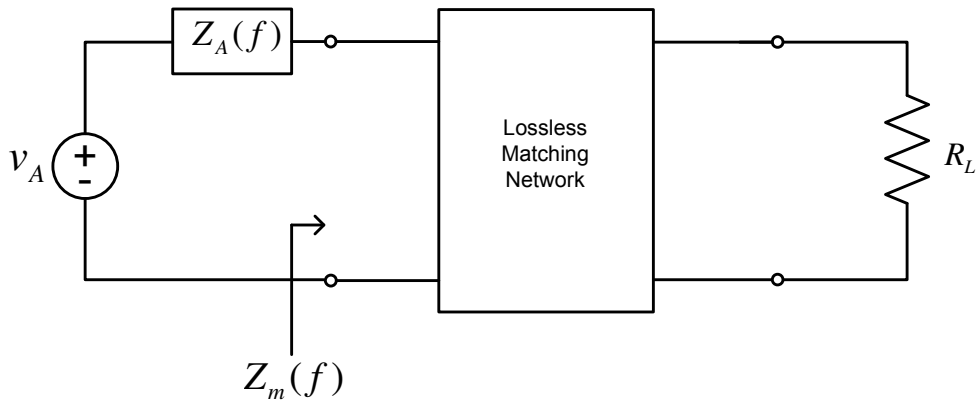 Z_A(f)
v_A
+
-
Lossless
Matching
Network
R_L
Z_m(f)